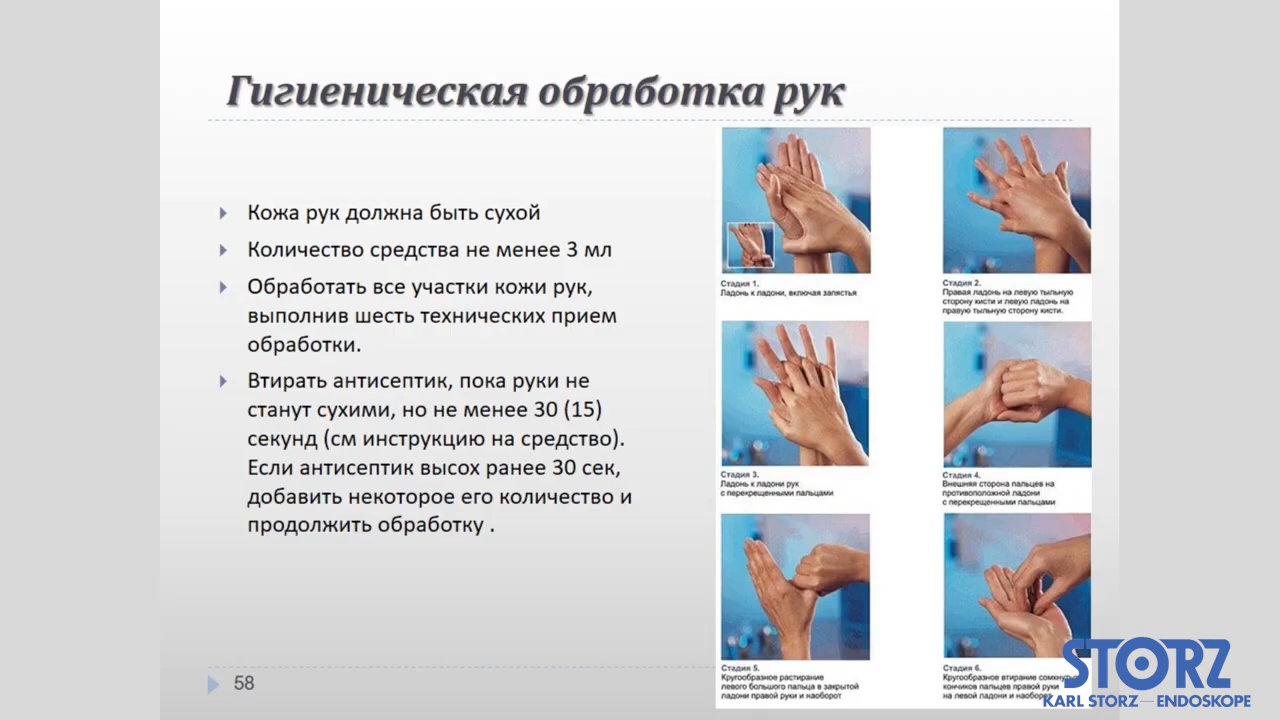 Гигиеническая обработка рук
Кожа рук должна быть сухой
Количество средства не менее 3 мл
Обработать все участки кожи рук,
выполнив шесть технических прием
обработки.
Втирать антисептик, пока руки не
станут сухими, но не менее 30 (15)
секунд (см инструкцию на средство).
Если антисептик высох ранее 30 сек,
добавить некоторое его количество и
продолжить обработку .
Стадия 1.
Ладонь к ладони, включая запястья
Стадия 2.
Правая ладонь на левую тыльную
сторону кисти и левую ладонь на
правую тыльную сторону кисти.
Стадия 3.
Ладонь к ладони рук
с перекрещенными пальцами
Стадия 4.
Внешняя сторона пальцев на
противоположной ладони
с перекрещенными пальцами
Стадия 5.
Кругообразное растирание
левого большого пальца в закрытой
ладони правой руки и наоборот
Стадия 6.
Кругообразное втирание
кончиков пальцев правой руки
на левой ладони и наоборот
58
STORZ
KARL STORZ—ENDOSKOPE